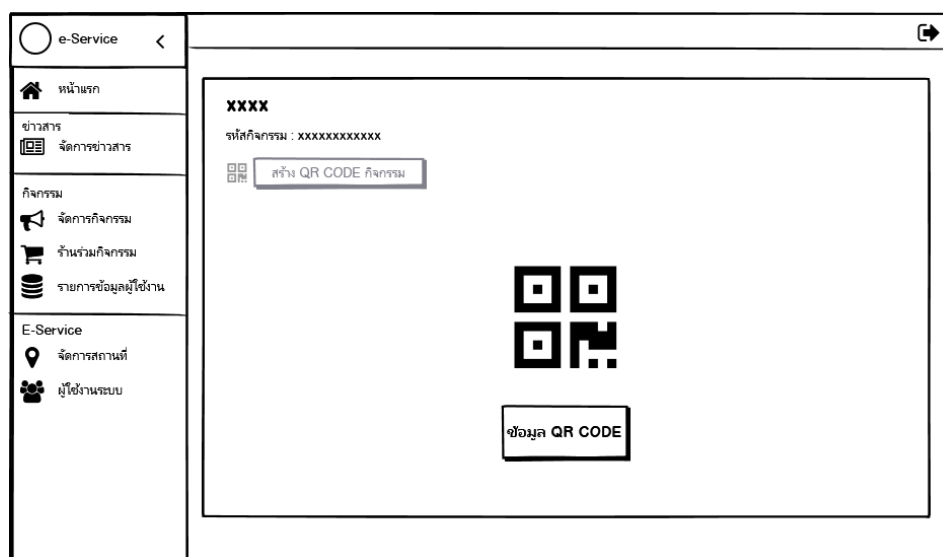 e-Service
หน้าแรก
ข่าวสาร
จัดการข่าวสาร
กิจกรรม
จัดการกิจกรรม
ร้านร่วมกิจกรรม
รายการข้อมูลผู้ใช้งาน
E-Service
จัดการสถานที่
ผู้ใช้งานระบบ
xxxx
รหัสกิจกรรม : xxxxxxxxxxxx
สร้าง QR CODE กิจกรรม
ข้อมูล QR CODE